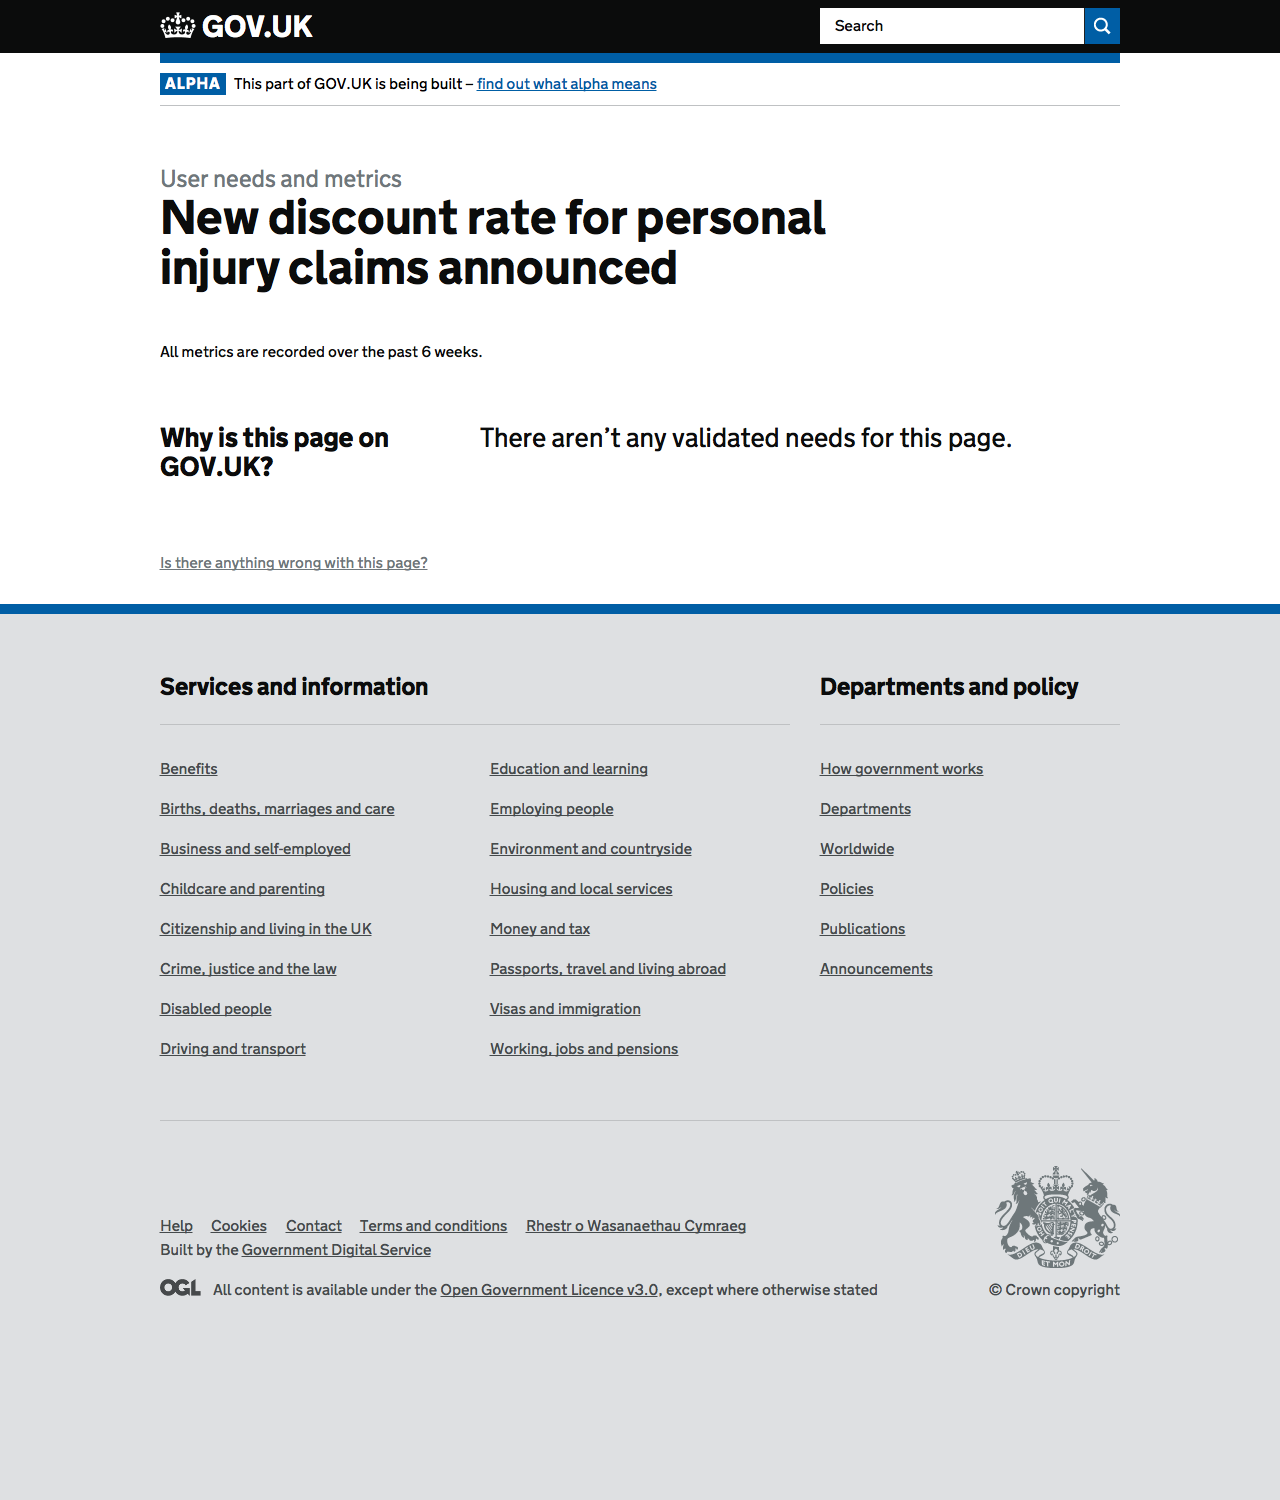 GOV.UK
Search
ALPHA This part of GOV.UK is being built – find out what alpha means
User needs and metrics
New discount rate for personal
injury claims announced
All metrics are recorded over the past 6 weeks.
Why is this page on
GOV.UK?
There aren’t any validated needs for this page.
Is there anything wrong with this page?
Services and information
Benefits
Births, deaths, marriages and care
Business and self-employed
Childcare and parenting
Citizenship and living in the UK
Crime, justice and the law
Disabled people
Driving and transport
Education and learning
Employing people
Environment and countryside
Housing and local services
Money and tax
Passports, travel and living abroad
Visas and immigration
Working, jobs and pensions
Departments and policy
How government works
Departments
Worldwide
Policies
Publications
Announcements
Help Cookies Contact Terms and conditions Rhestr o Wasanaethau Cymraeg
Built by the Government Digital Service
OGL All content is available under the Open Government Licence v3.0, except where otherwise stated
DIEU ET MON DROIT
© Crown copyright